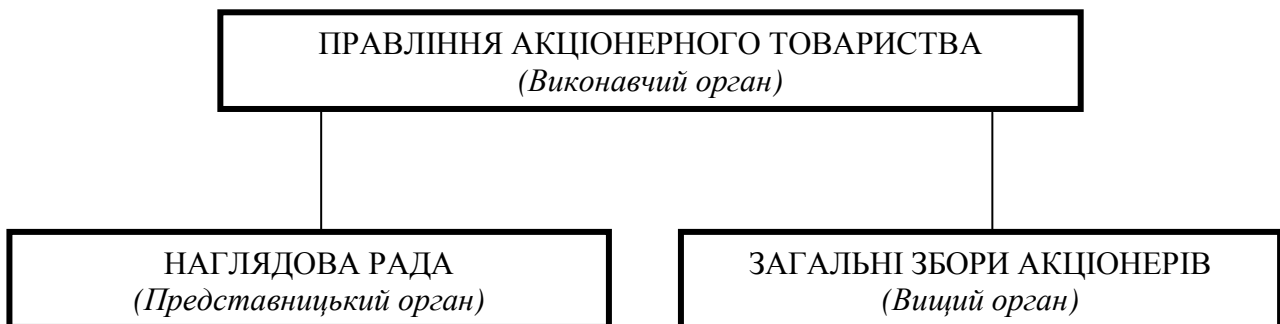 ПРАВЛІННЯ АКЦІОНЕРНОГО ТОВАРИСТВА
(Виконавчий орган)
НАГЛЯДОВА РАДА
(Представницький орган)
ЗАГАЛЬНІ ЗБОРИ АКЦІОНЕРІВ
(Вищий орган)